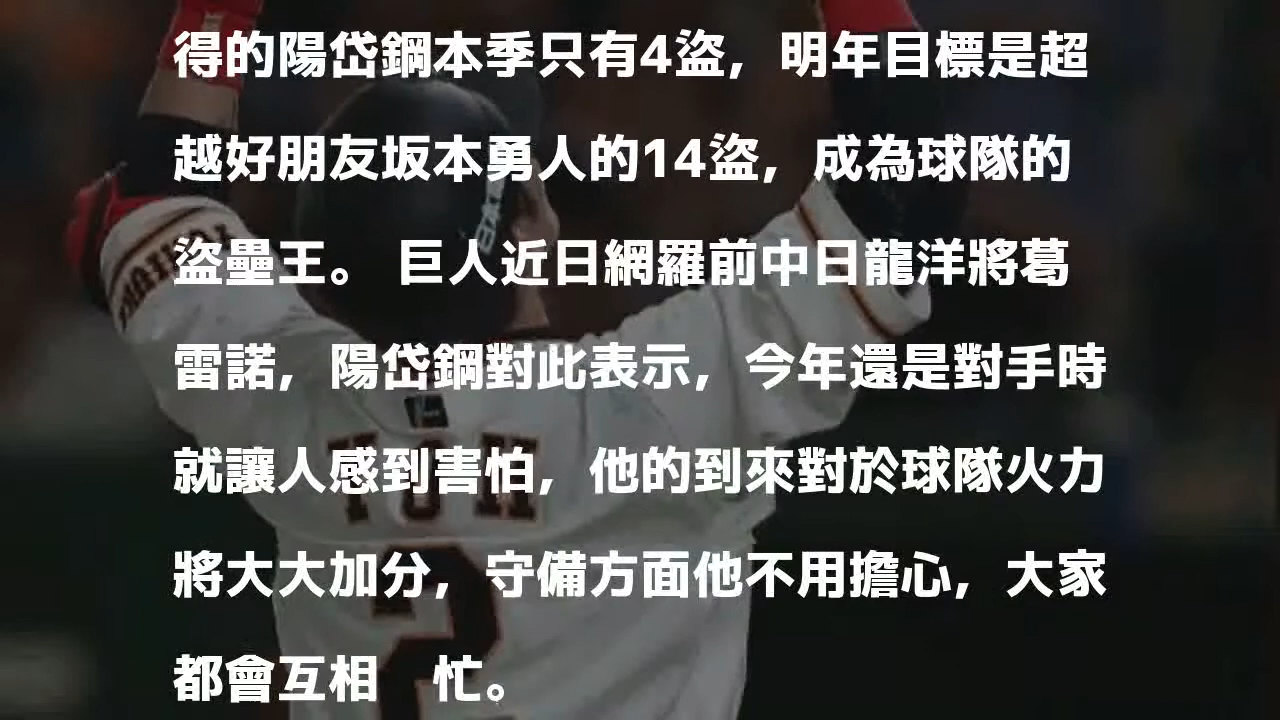 得的陽岱鋼本季只有4盜，明年目標是超
越好朋友坂本勇人的14盜，成為球隊的
盜壘王。 巨人近日網羅前中日龍洋將葛
雷諾，陽岱鋼對此表示，今年還是對手時
就讓人感到害怕，他的到來對於球隊火力
將大大加分，守備方面他不用擔心，大家
都會互相　忙。
YOH
2